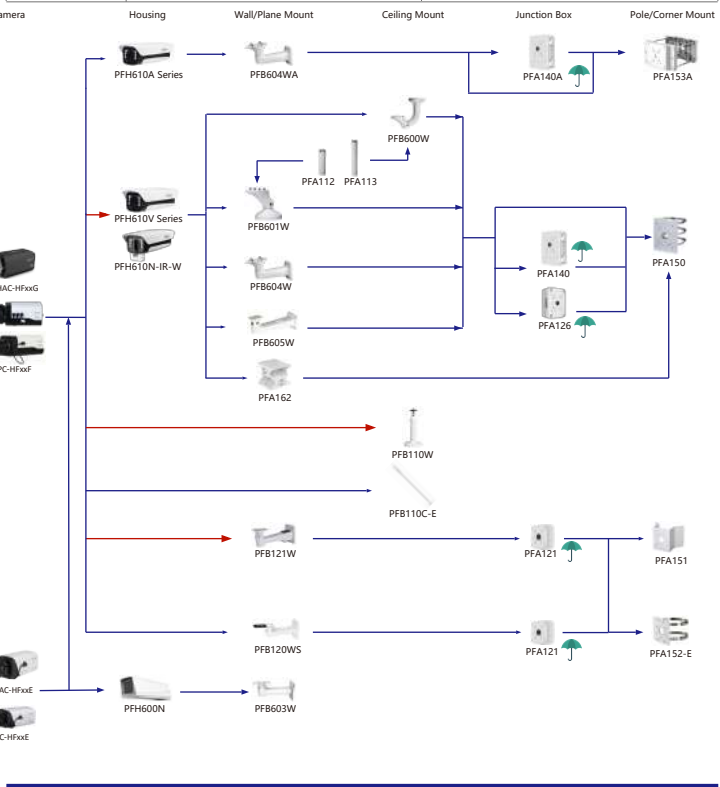 amera Housing Wall/Plane Mount Ceiling Mount Junction Box Pole/Corner Mount
PFH610A Series PFB604WA PFA140A PFA153A
PFB600W
PFA112 PFA113
PFH610V Series PFB601W
PFH610N-IR-W PFA140 PFA150
HAC-HFxxG PFB604W
PFA126
PC-HFxxF PFB605W
PFA162
PFB110W
PFB110C-E
PFB121W PFA121 PFA151
PFB120WS PFA121 PFA152-E
AC-HFxxE PFH600N PFB603W
C-HFxxE